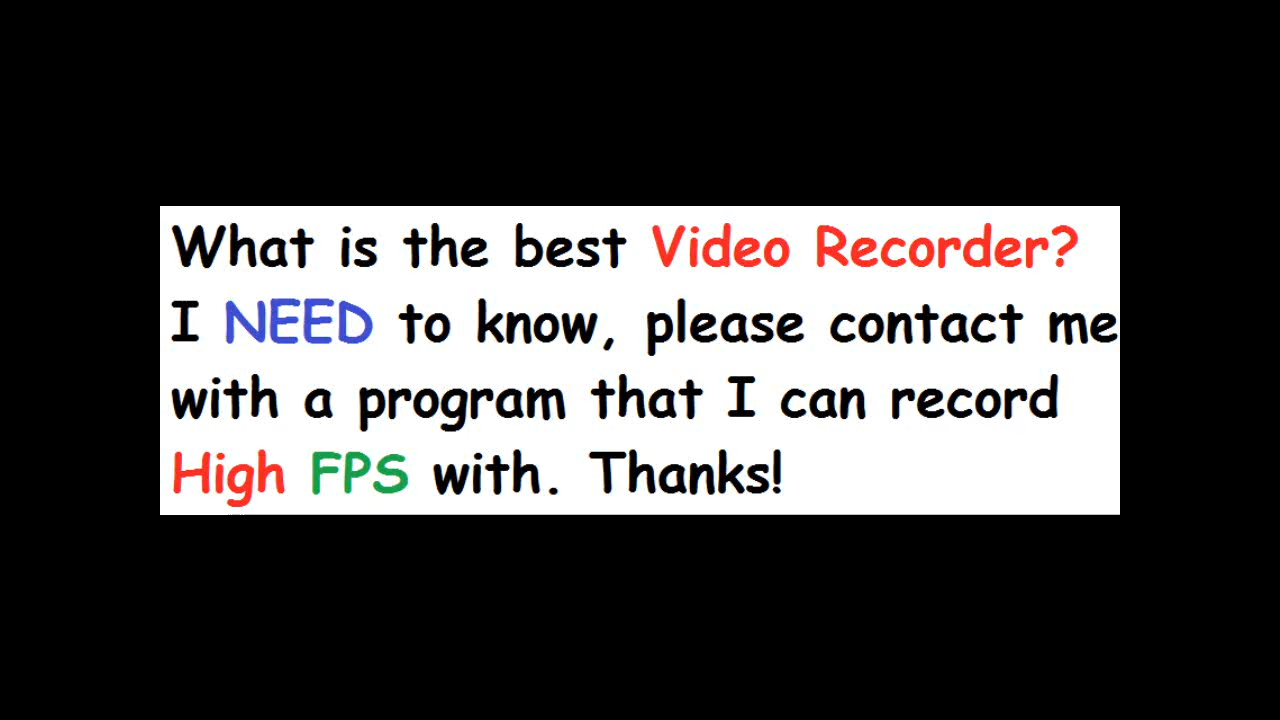 What is the best Video Recorder?
I NEED to know, please contact me
with a program that I can record
High FPS with. Thanks!